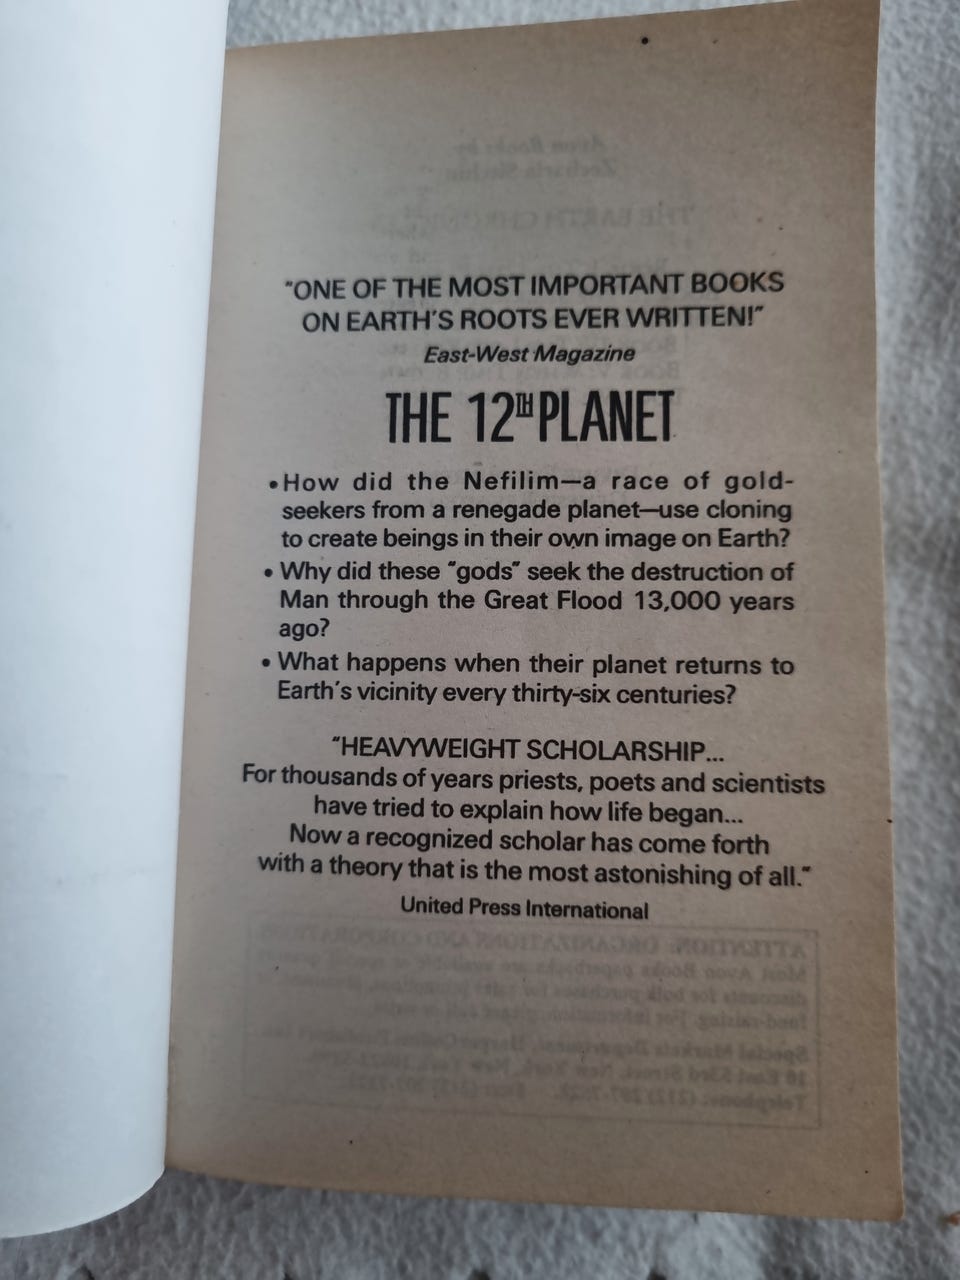 "ONE OF THE MOST IMPORTANT BOOKS
ON EARTH'S ROOTS EVER WRITTEN!"
East-West Magazine
THE 12TH PLANET
• How did the Nefilim—a race of gold-
seekers from a renegade planet—use cloning
to create beings in their own image on Earth?
• Why did these "gods" seek the destruction of
Man through the Great Flood 13,000 years
ago?
• What happens when their planet returns to
Earth's vicinity every thirty-six centuries?
"HEAVYWEIGHT SCHOLARSHIP...
For thousands of years priests, poets and scientists
have tried to explain how life began...
Now a recognized scholar has come forth
with a theory that is the most astonishing of all."
United Press International